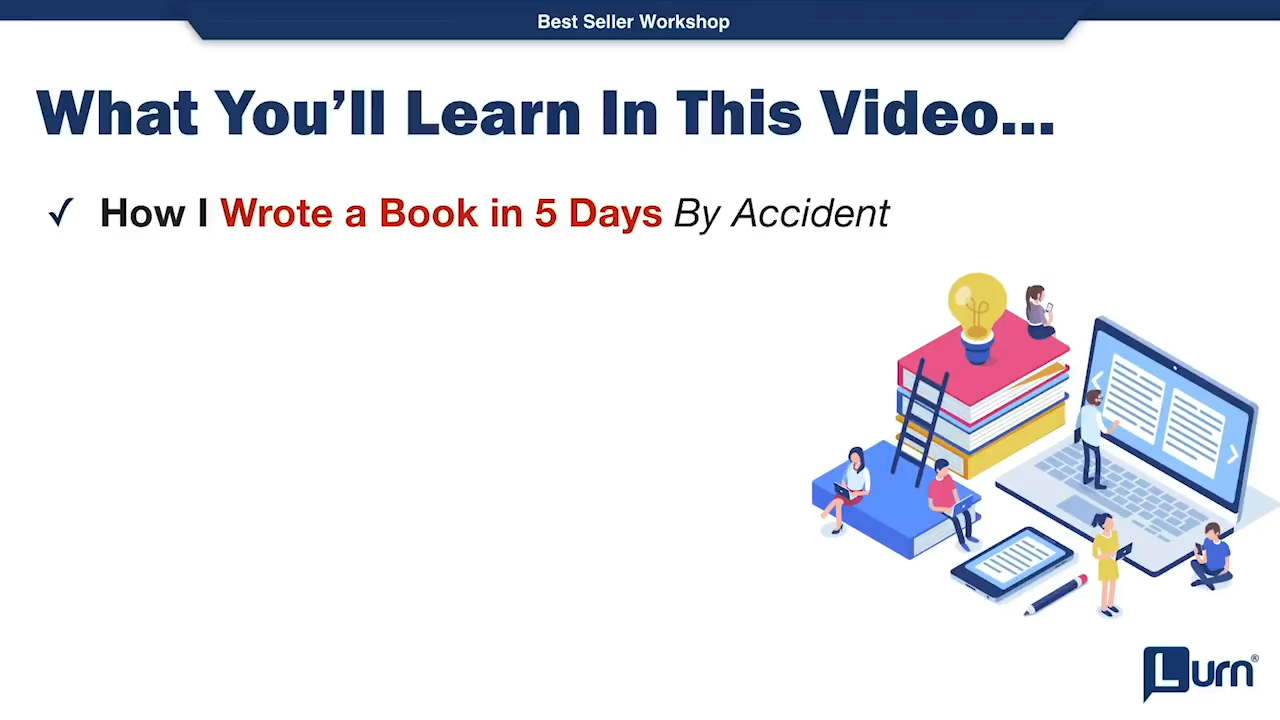 Best Seller Workshop
What You’ll Learn In This Video...
✓ How I Wrote a Book in 5 Days By Accident
Lurn®